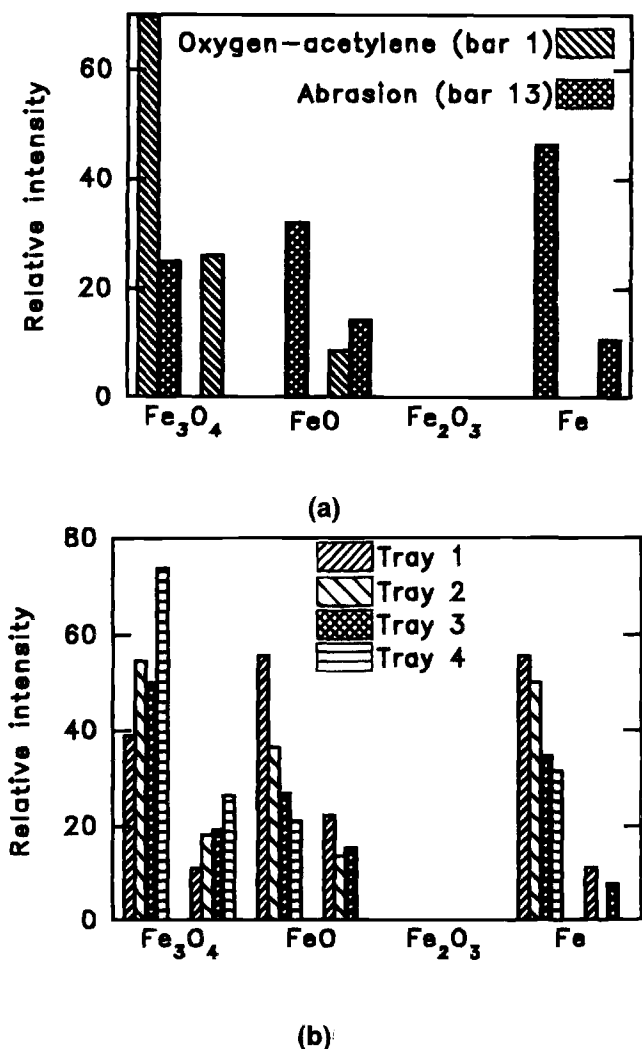 Oxygen-acetylene (bar 1)
Abrasion (bar 13)
Relative intensity
60
40
20
0
Fe₃O₄ FeO Fe₂O₃ Fe
(a)
80
60
40
20
0
Relative intensity
Tray 1
Tray 2
Tray 3
Tray 4
Fe₃O₄ FeO Fe₂O₃ Fe
(b)